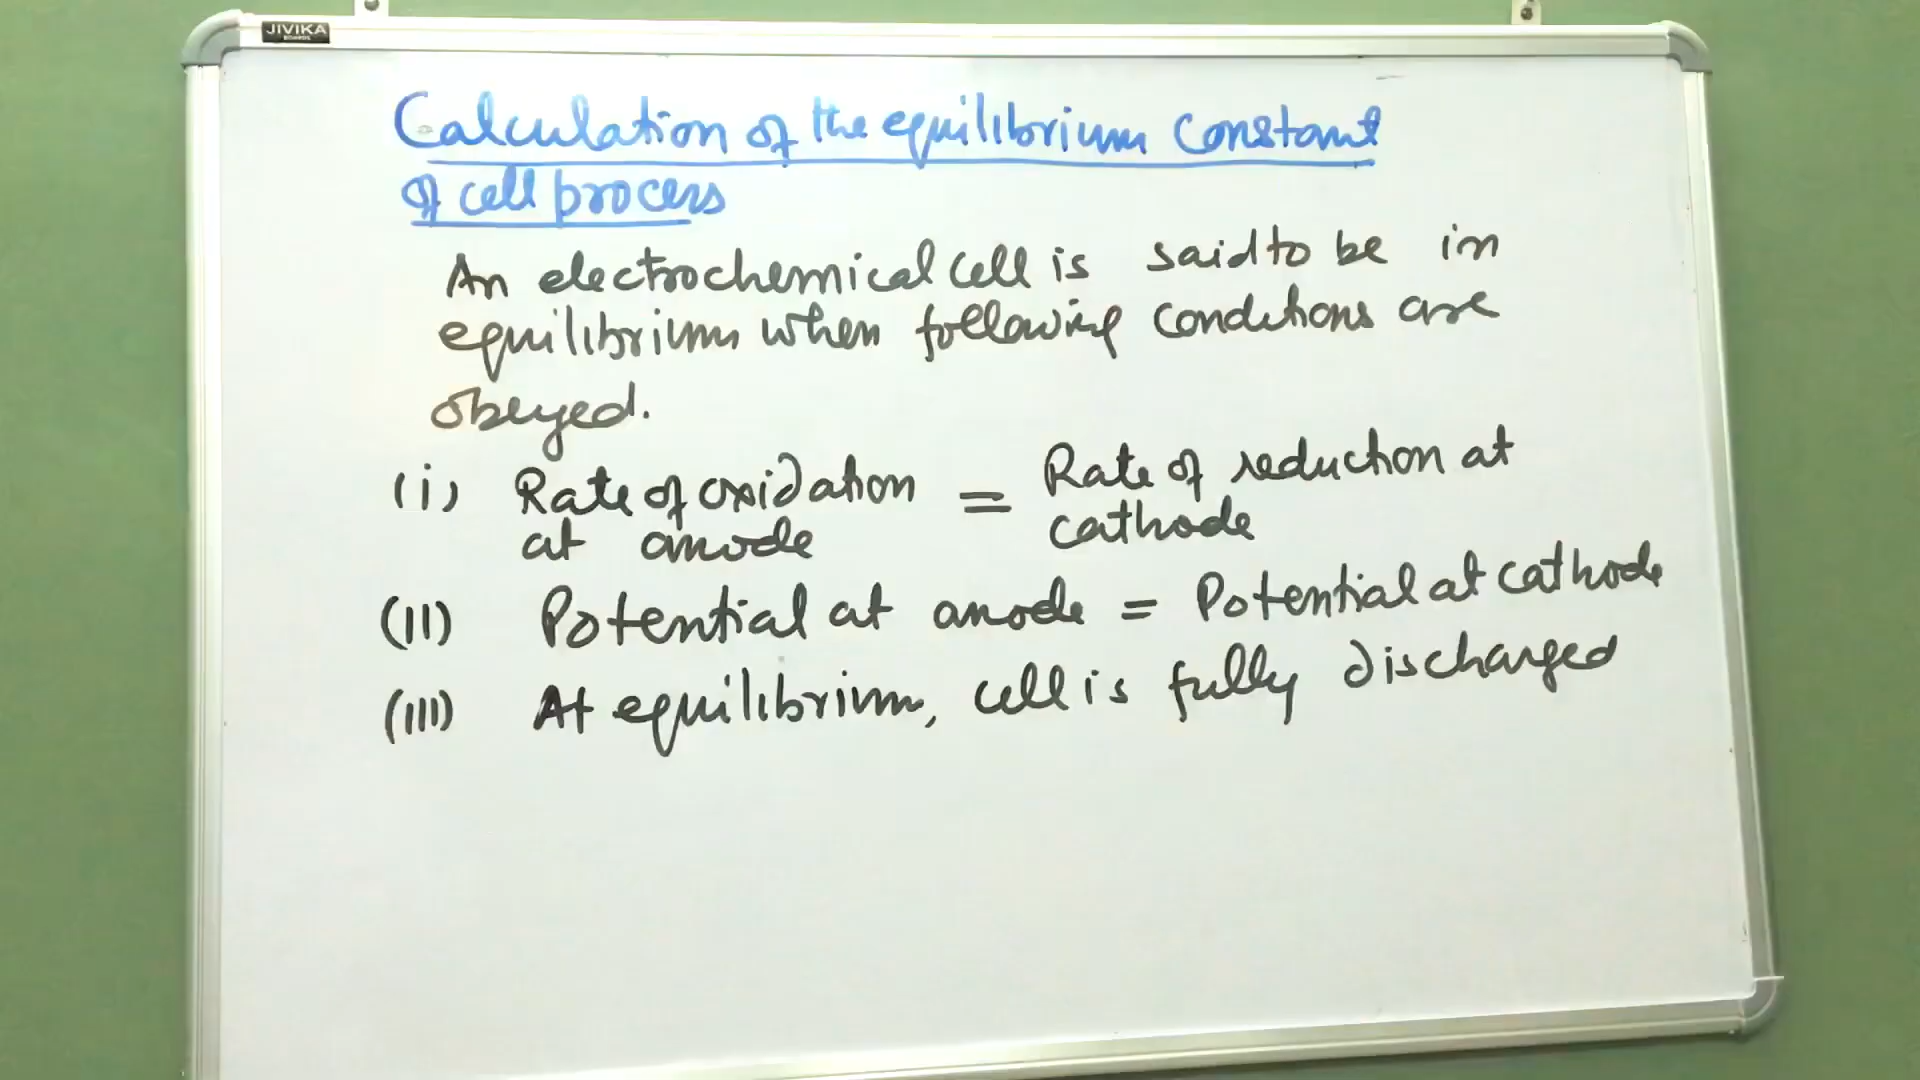 JIVIKA
BOARDS
Calculation of the equilibrium constant
of cell process
An electrochemical cell is said to be in
equilibrium when following conditions are
obeyed.
(i) Rate of oxidation at anode = Rate of reduction at cathode
(II) Potential at anode = Potential at cathode
(III) At equilibrium, cell is fully discharged